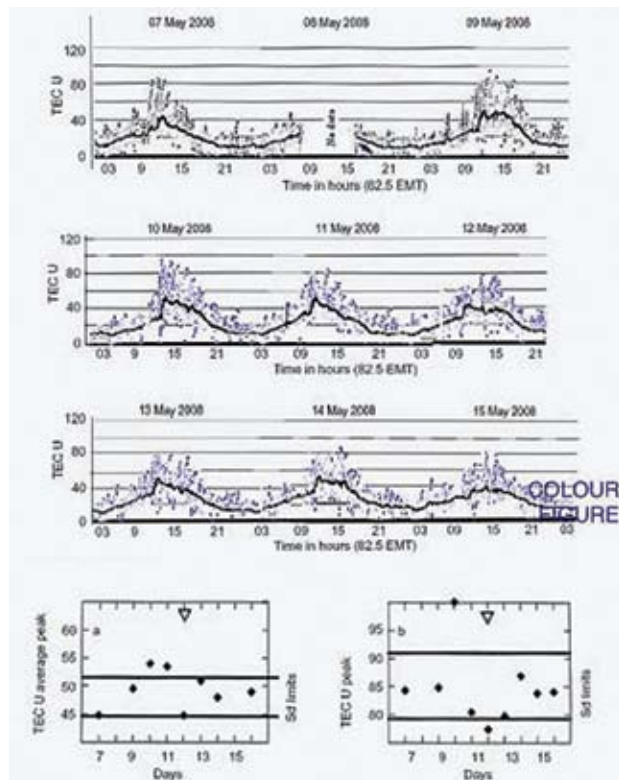 07 May 2008 08 May 2008 09 May 2008
TEC U
120
80
40
0
No data
03 9 15 21 03 09 15 21 03 09 15 21
Time in hours (82.5 EMT)
10 May 2008 11 May 2008 12 May 2008
TEC U
120
80
40
0
03 09 15 21 03 09 15 21 03 09 15 21
Time in hours (82.5 EMT)
13 May 2008 14 May 2008 15 May 2008
TEC U
120
80
40
0
03 9 15 21 03 09 15 21 03 09 15 21 03
Time in hours (82.5 EMT)
COLOUR
FIGURE
a
TEC U average peak
60
55
50
45
Sd limits
7 9 11 13 15
Days
b
TEC U peak
95
90
85
80
Sd limits
7 9 11 13 15
Days